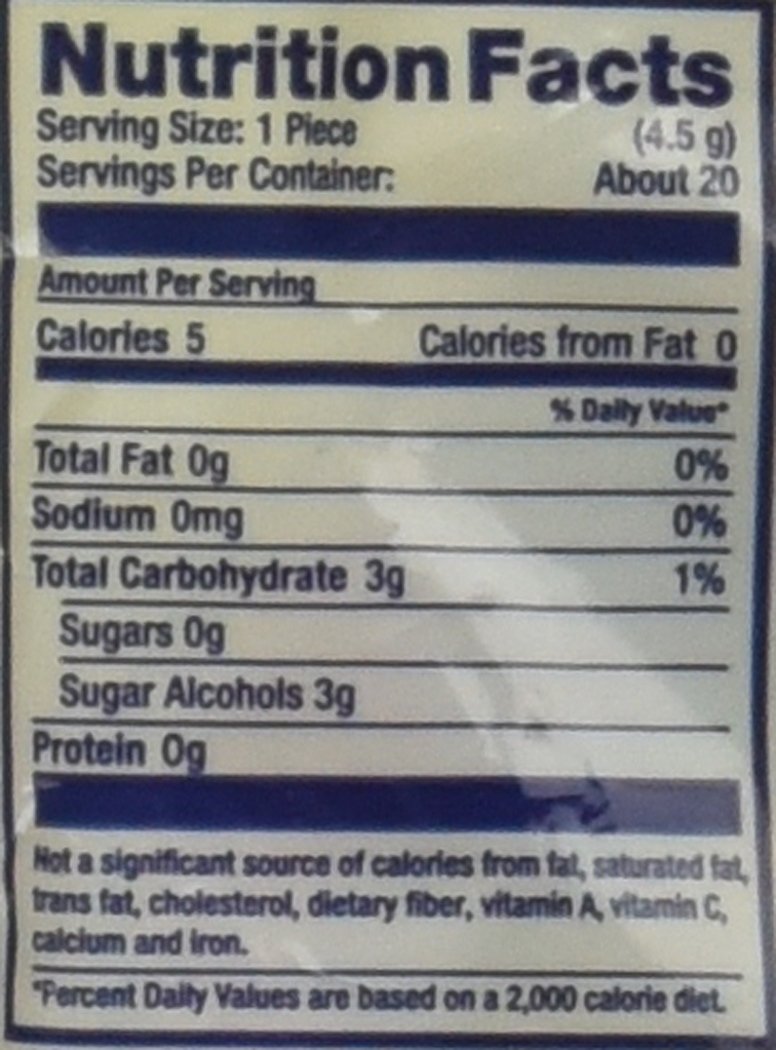 Nutrition Facts
Serving Size: 1 Piece (4.5 g)
Servings Per Container: About 20
Amount Per Serving
Calories 5 Calories from Fat 0
% Daily Value*
Total Fat 0g 0%
Sodium 0mg 0%
Total Carbohydrate 3g 1%
Sugars 0g
Sugar Alcohols 3g
Protein 0g
Not a significant source of calories from fat, saturated fat,
trans fat, cholesterol, dietary fiber, vitamin A, vitamin C,
calcium and iron.
*Percent Daily Values are based on a 2,000 calorie diet.